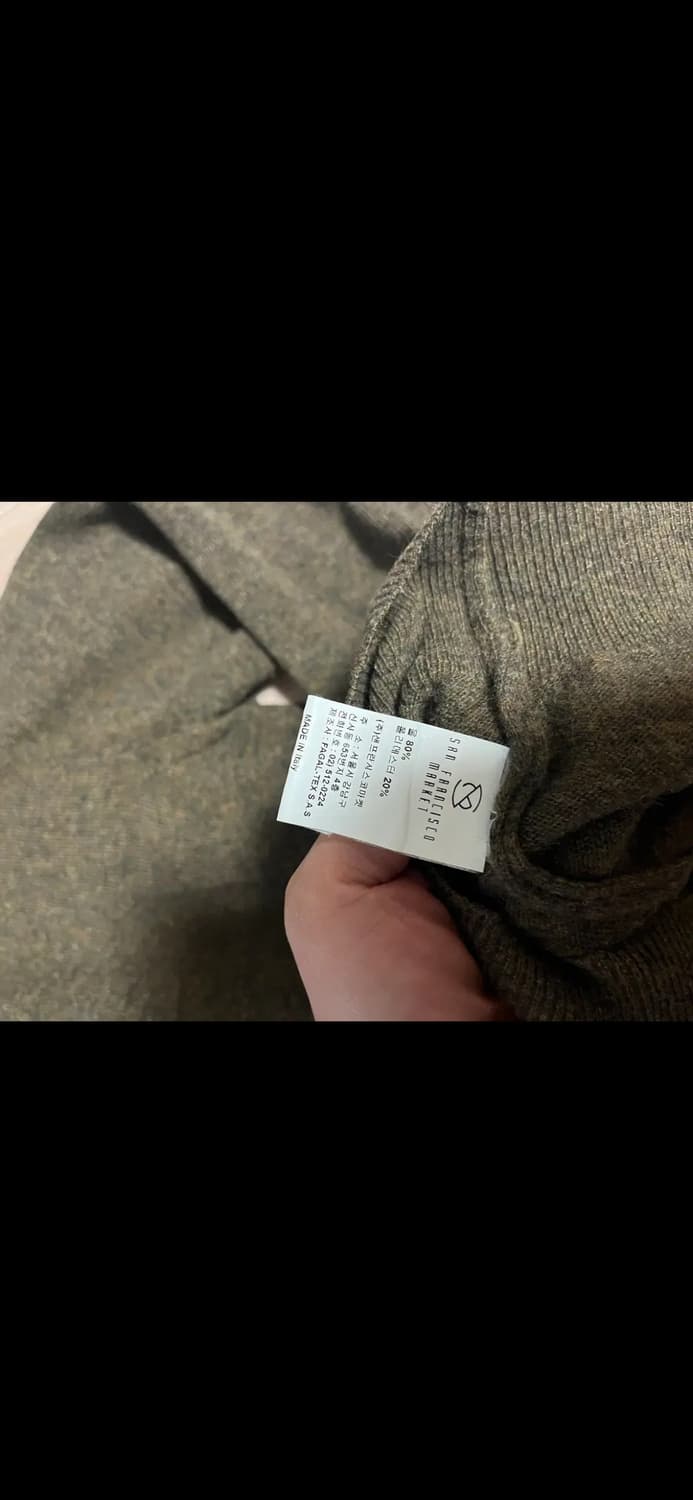 SAN FRANCISCO
MARKET
울 80%
폴리에스터 20%
(주)샌프란시스코마켓
주 소 : 서울시 강남구
신사동 653번지 4층
전화번호 : 02) 512-0224
제조사 : FAGAL-TEX S.A.S
MADE IN Italy